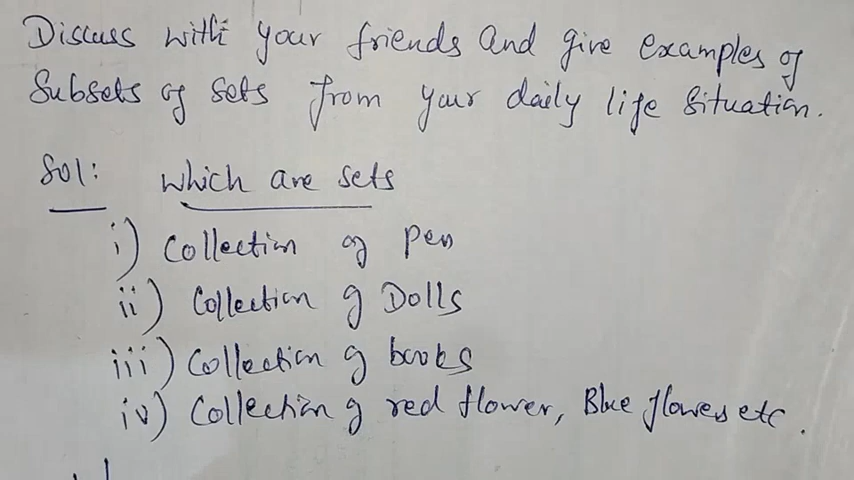 Discuss with your friends and give examples of
Subsets of sets from your daily life situation.
Sol: which are sets
i) Collection of pen
ii) Collection of Dolls
iii) Collection of books
iv) Collection of red flower, Blue flower etc.